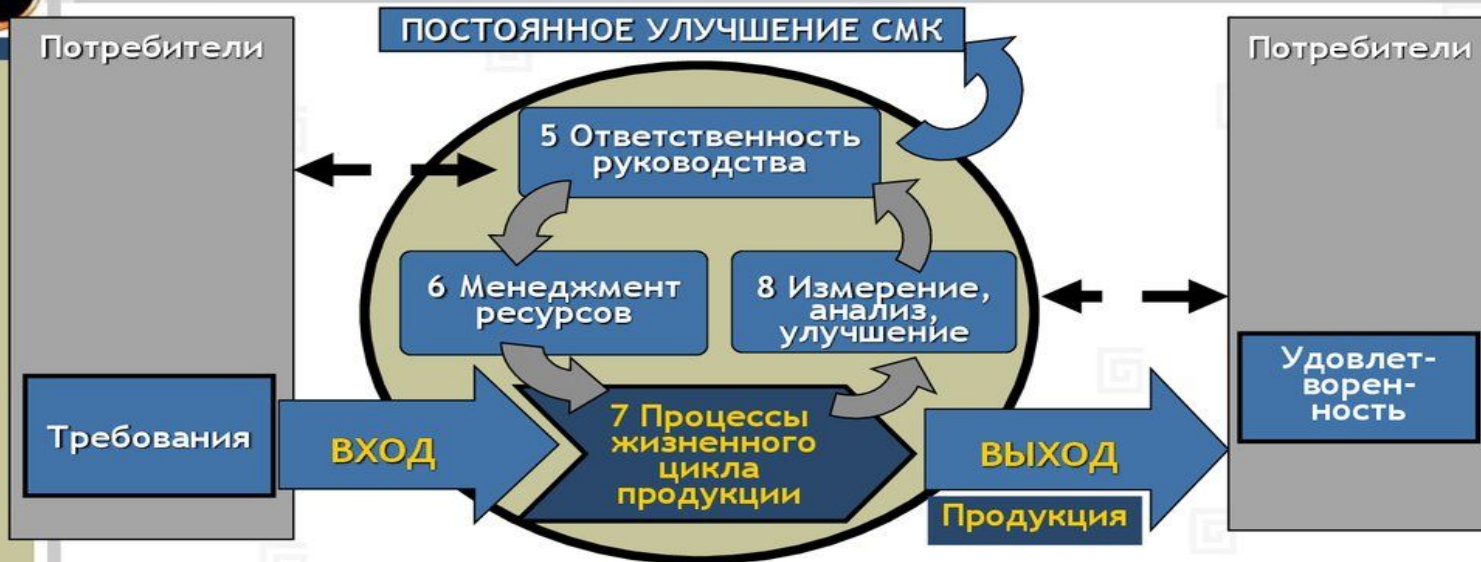 ПОСТОЯННОЕ УЛУЧШЕНИЕ СМК
Потребители
Потребители
5 Ответственность
руководства
6 Менеджмент
ресурсов
8 Измерение,
анализ,
улучшение
Требования
ВХОД
7 Процессы
жизненного
цикла
продукции
ВЫХОД
Продукция
Удовлет-
ворен-
ность